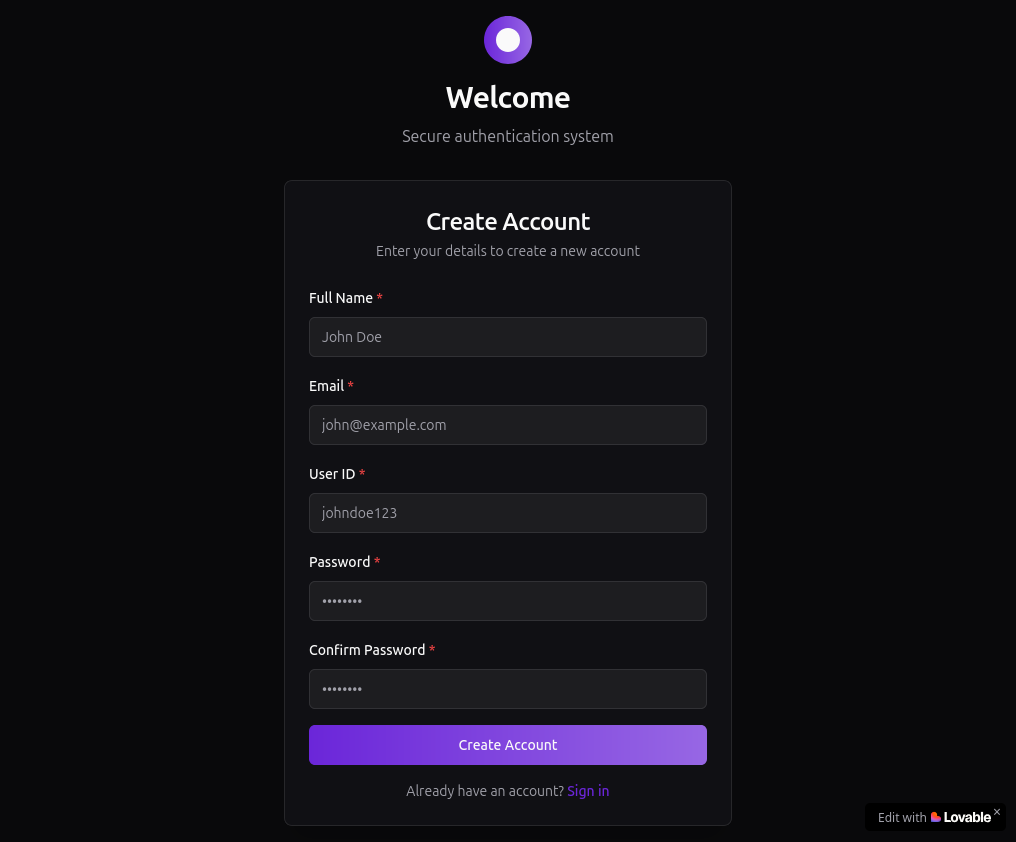 Welcome
Secure authentication system
Create Account
Enter your details to create a new account
Full Name *
John Doe
Email *
john@example.com
User ID *
johndoe123
Password *
••••••••
Confirm Password *
••••••••
Create Account
Already have an account? Sign in
Edit with Lovable ×